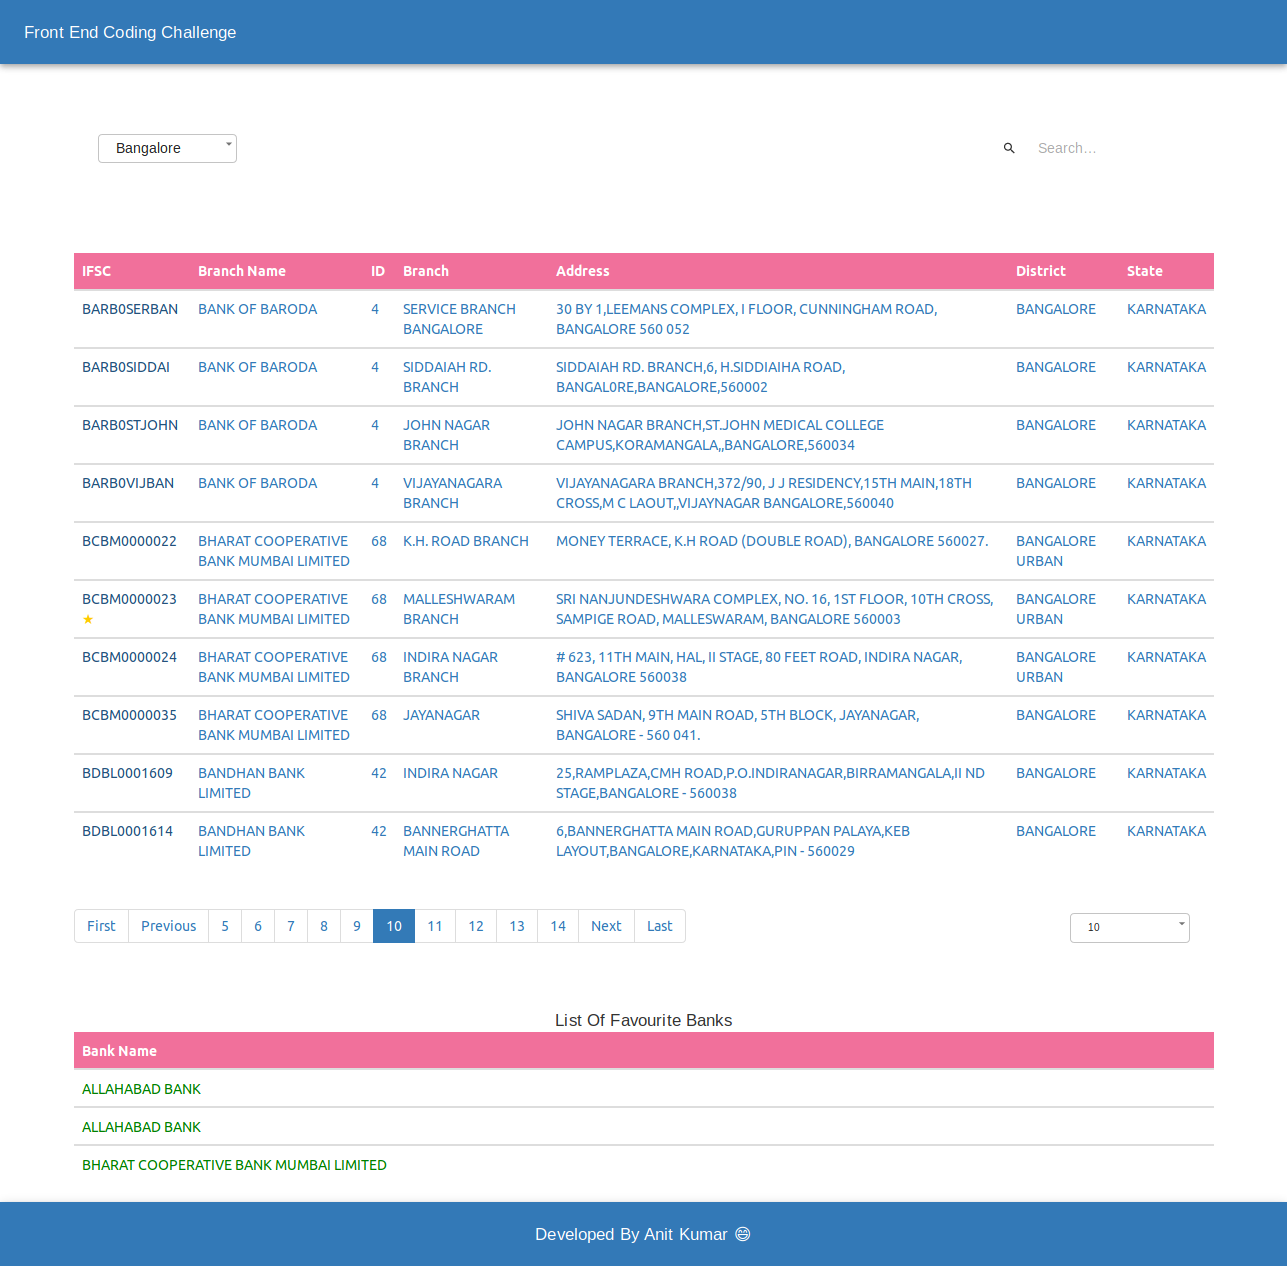 Front End Coding Challenge
Bangalore
Search…
IFSC Branch Name ID Branch Address District State
BARB0SERBAN BANK OF BARODA 4 SERVICE BRANCH 30 BY 1,LEEMANS COMPLEX, I FLOOR, CUNNINGHAM ROAD, BANGALORE KARNATAKA
BANGALORE BANGALORE 560 052
BARB0SIDDAI BANK OF BARODA 4 SIDDAIAH RD. SIDDAIAH RD. BRANCH,6, H.SIDDIAIHA ROAD, BANGALORE KARNATAKA
BRANCH BANGAL0RE,BANGALORE,560002
BARB0STJOHN BANK OF BARODA 4 JOHN NAGAR JOHN NAGAR BRANCH,ST.JOHN MEDICAL COLLEGE BANGALORE KARNATAKA
BRANCH CAMPUS,KORAMANGALA,,BANGALORE,560034
BARB0VIJBAN BANK OF BARODA 4 VIJAYANAGARA VIJAYANAGARA BRANCH,372/90, J J RESIDENCY,15TH MAIN,18TH BANGALORE KARNATAKA
BRANCH CROSS,M C LAOUT,,VIJAYNAGAR BANGALORE,560040
BCBM0000022 BHARAT COOPERATIVE 68 K.H. ROAD BRANCH MONEY TERRACE, K.H ROAD (DOUBLE ROAD), BANGALORE 560027. BANGALORE KARNATAKA
BANK MUMBAI LIMITED URBAN
BCBM0000023 BHARAT COOPERATIVE 68 MALLESHWARAM SRI NANJUNDESHWARA COMPLEX, NO. 16, 1ST FLOOR, 10TH CROSS, BANGALORE KARNATAKA
★ BANK MUMBAI LIMITED BRANCH SAMPIGE ROAD, MALLESWARAM, BANGALORE 560003 URBAN
BCBM0000024 BHARAT COOPERATIVE 68 INDIRA NAGAR # 623, 11TH MAIN, HAL, II STAGE, 80 FEET ROAD, INDIRA NAGAR, BANGALORE KARNATAKA
BANK MUMBAI LIMITED BRANCH BANGALORE 560038 URBAN
BCBM0000035 BHARAT COOPERATIVE 68 JAYANAGAR SHIVA SADAN, 9TH MAIN ROAD, 5TH BLOCK, JAYANAGAR, BANGALORE KARNATAKA
BANK MUMBAI LIMITED BANGALORE - 560 041.
BDBL0001609 BANDHAN BANK 42 INDIRA NAGAR 25,RAMPLAZA,CMH ROAD,P.O.INDIRANAGAR,BIRRAMANGALA,II ND BANGALORE KARNATAKA
LIMITED STAGE,BANGALORE - 560038
BDBL0001614 BANDHAN BANK 42 BANNERGHATTA 6,BANNERGHATTA MAIN ROAD,GURUPPAN PALAYA,KEB BANGALORE KARNATAKA
LIMITED MAIN ROAD LAYOUT,BANGALORE,KARNATAKA,PIN - 560029
First Previous 5 6 7 8 9 10 11 12 13 14 Next Last 10
List Of Favourite Banks
Bank Name
ALLAHABAD BANK
ALLAHABAD BANK
BHARAT COOPERATIVE BANK MUMBAI LIMITED
Developed By Anit Kumar 😄